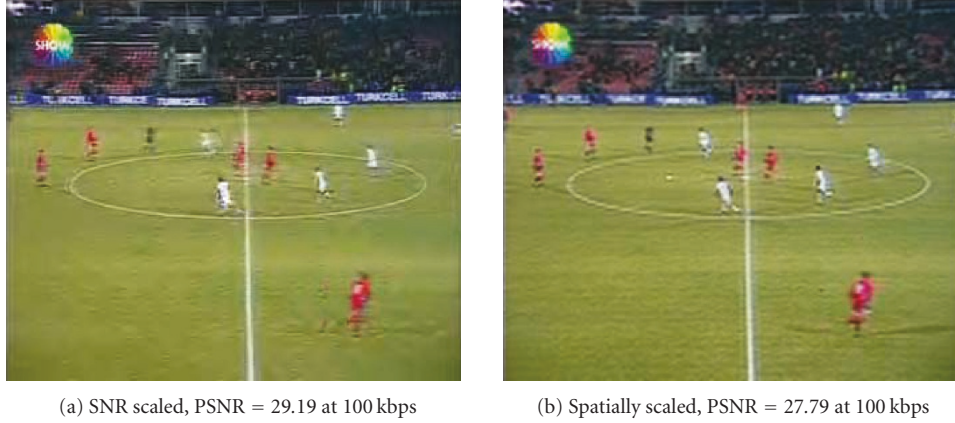 SHOW
TURKCELL
TURKCELL
(a) SNR scaled, PSNR = 29.19 at 100 kbps
SHOW
TURKCELL
TURKCELL
(b) Spatially scaled, PSNR = 27.79 at 100 kbps